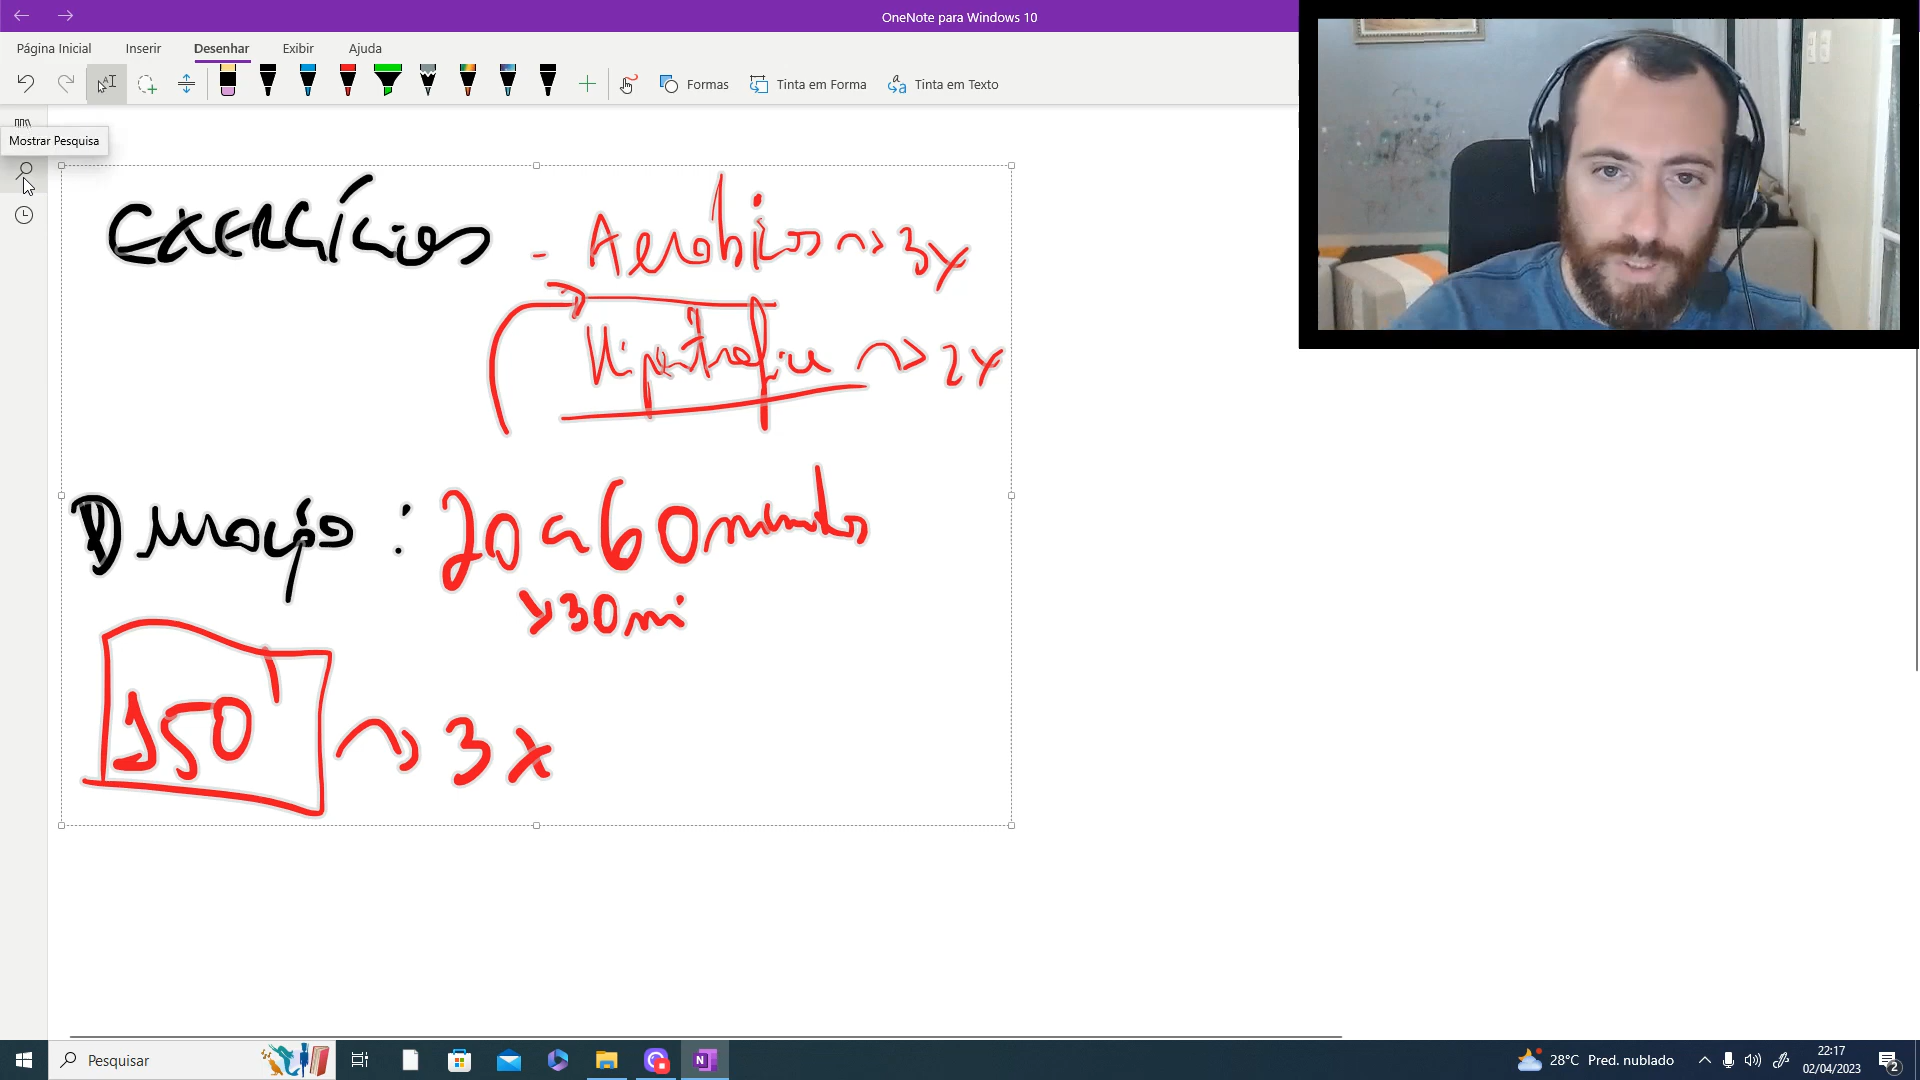 OneNote para Windows 10
Página Inicial Inserir Desenhar Exibir Ajuda
Formas Tinta em Forma Tinta em Texto
Mostrar Pesquisa
EXERCÍCIOS - Aeróbicos → 3x
Hipertrofia → 2x
Duração : 20 a 60 minutos
→ 30 mi
150' → 3x
Pesquisar
28°C Pred. nublado
22:17
02/04/2023
2